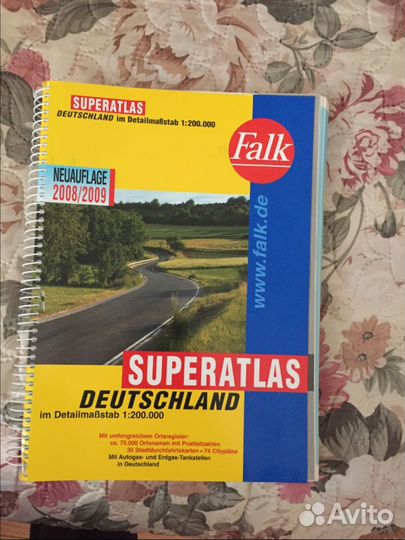 SUPERATLAS
DEUTSCHLAND im Detailmaßstab 1:200.000
Falk
NEUAUFLAGE
2008/2009
www.falk.de
SUPERATLAS
DEUTSCHLAND
im Detailmaßstab 1:200.000
Mit umfangreichem Ortsregister:
ca. 75.000 Ortsnamen mit Postleitzahlen
30 Stadtdurchfahrtskarten • 74 Citypläne
Mit Autogas- und Erdgas-Tankstellen
in Deutschland
Avito